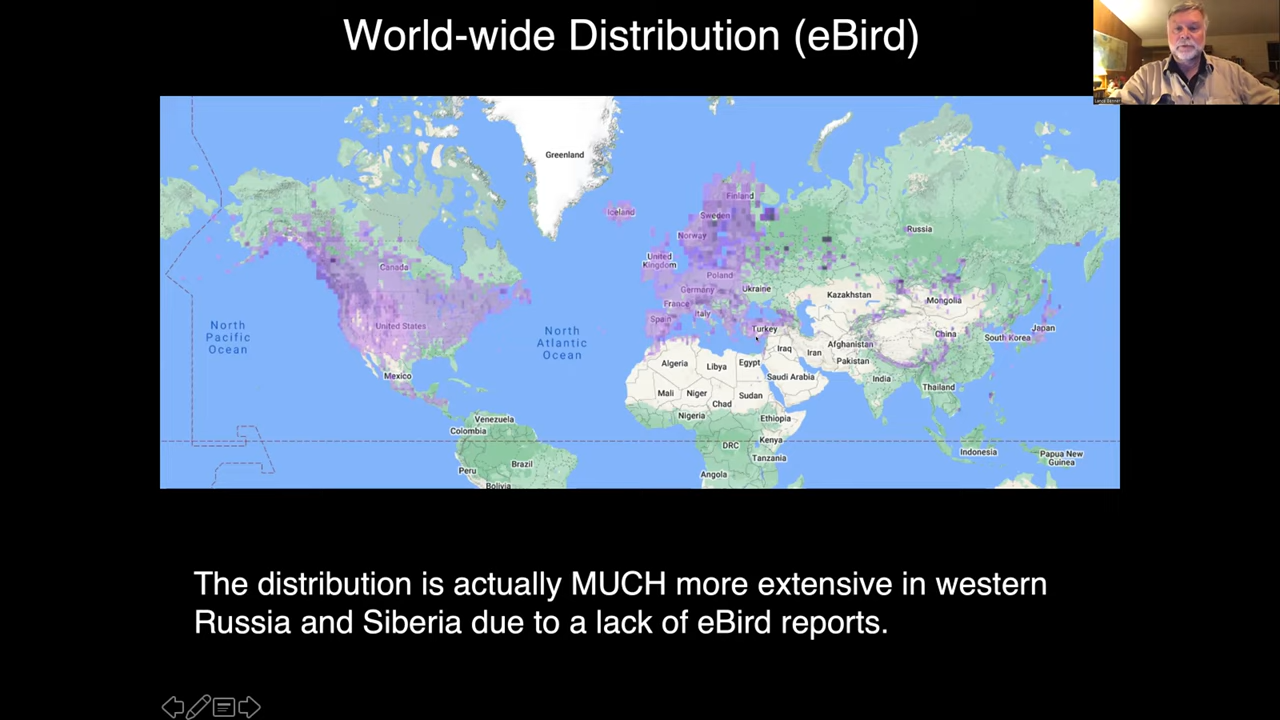 World-wide Distribution (eBird)
Greenland
Finland
Iceland
Sweden
Norway
Russia
United
Kingdom
Canada
Poland
Germany
Ukraine
Kazakhstan
Mongolia
France
Italy
Spain
Turkey
United States
North
Pacific
Ocean
North
Atlantic
Ocean
South Korea
Japan
China
Iraq
Iran
Afghanistan
Pakistan
Algeria
Libya
Egypt
Saudi Arabia
India
Mexico
Mali
Niger
Chad
Sudan
Thailand
Nigeria
Ethiopia
Venezuela
Colombia
DRC
Kenya
Tanzania
Indonesia
Papua New
Guinea
Peru
Brazil
Angola
Bolivia
The distribution is actually MUCH more extensive in western
Russia and Siberia due to a lack of eBird reports.